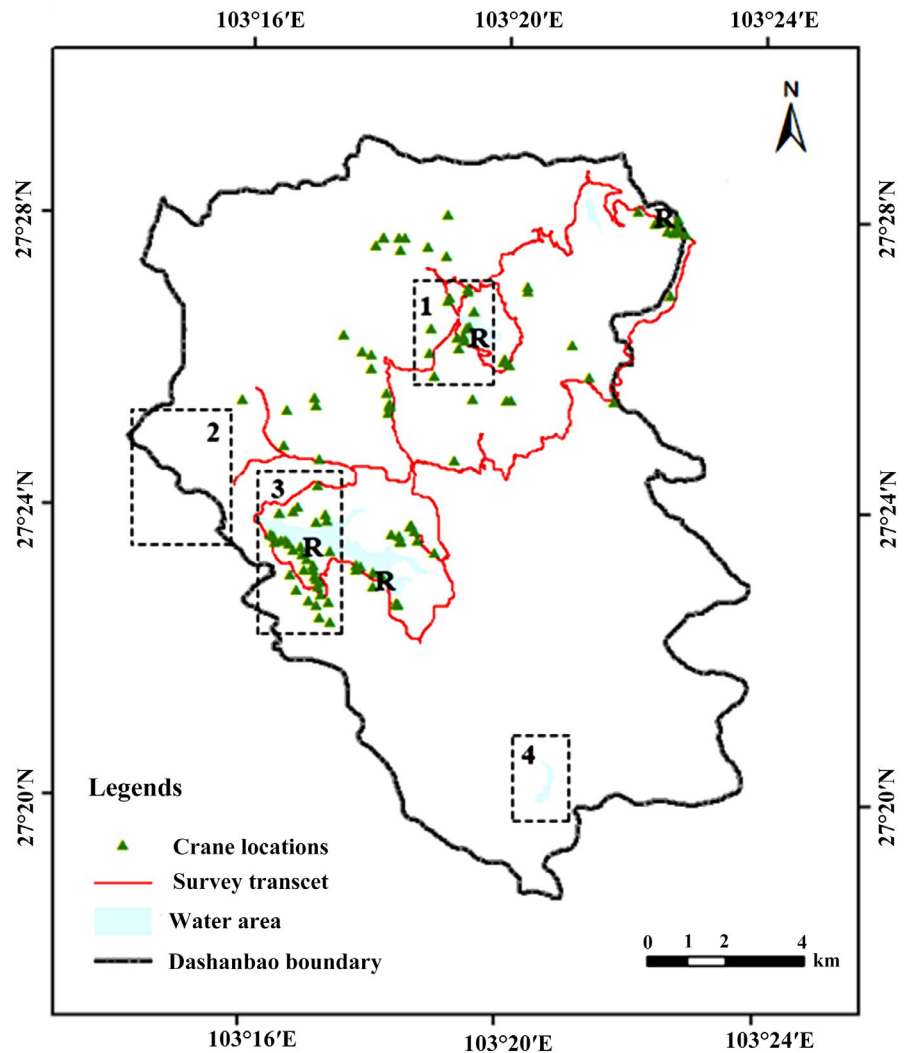 103°16′E 103°20′E 103°24′E
N
27°28′N
27°28′N
R
1
R
2
27°24′N
27°24′N
3
R
R
4
27°20′N
27°20′N
Legends
Crane locations
Survey transcet
Water area
Dashanbao boundary
0 1 2 4
km
103°16′E 103°20′E 103°24′E